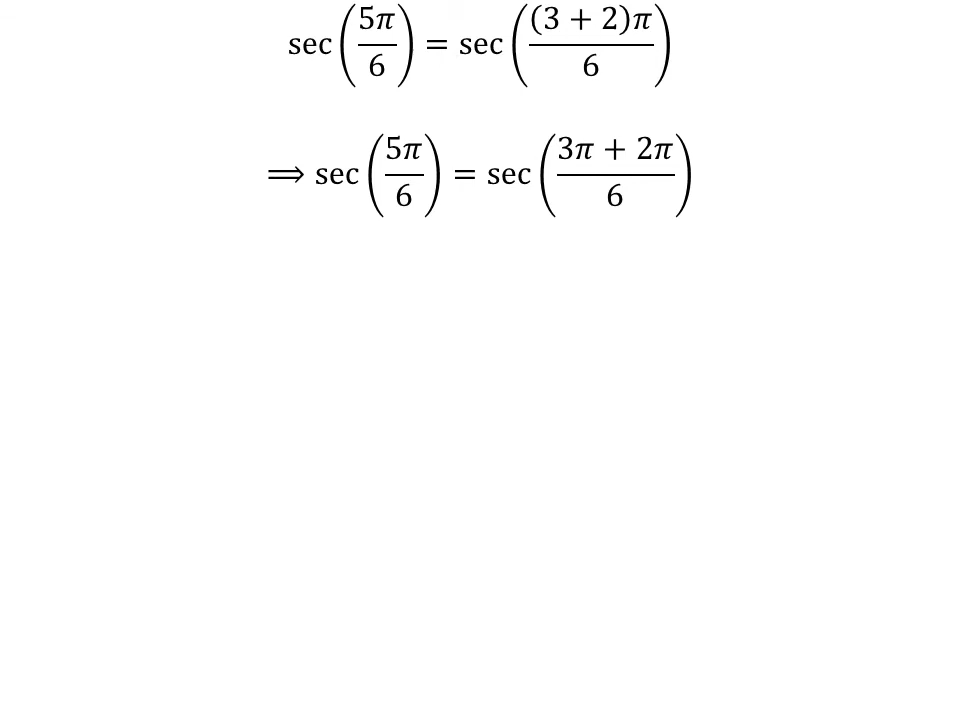 sec(5π/6) = sec((3 + 2)π/6)
⟹ sec(5π/6) = sec((3π + 2π)/6)